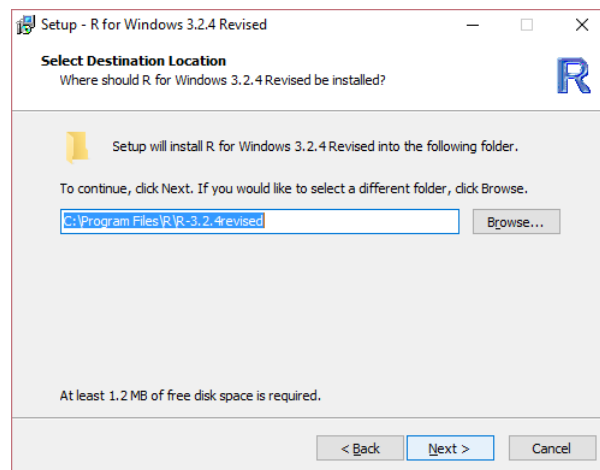 Setup - R for Windows 3.2.4 Revised
Select Destination Location
Where should R for Windows 3.2.4 Revised be installed?
R
Setup will install R for Windows 3.2.4 Revised into the following folder.
To continue, click Next. If you would like to select a different folder, click Browse.
C:\Program Files\R\R-3.2.4revised
Browse...
At least 1.2 MB of free disk space is required.
< Back
Next >
Cancel